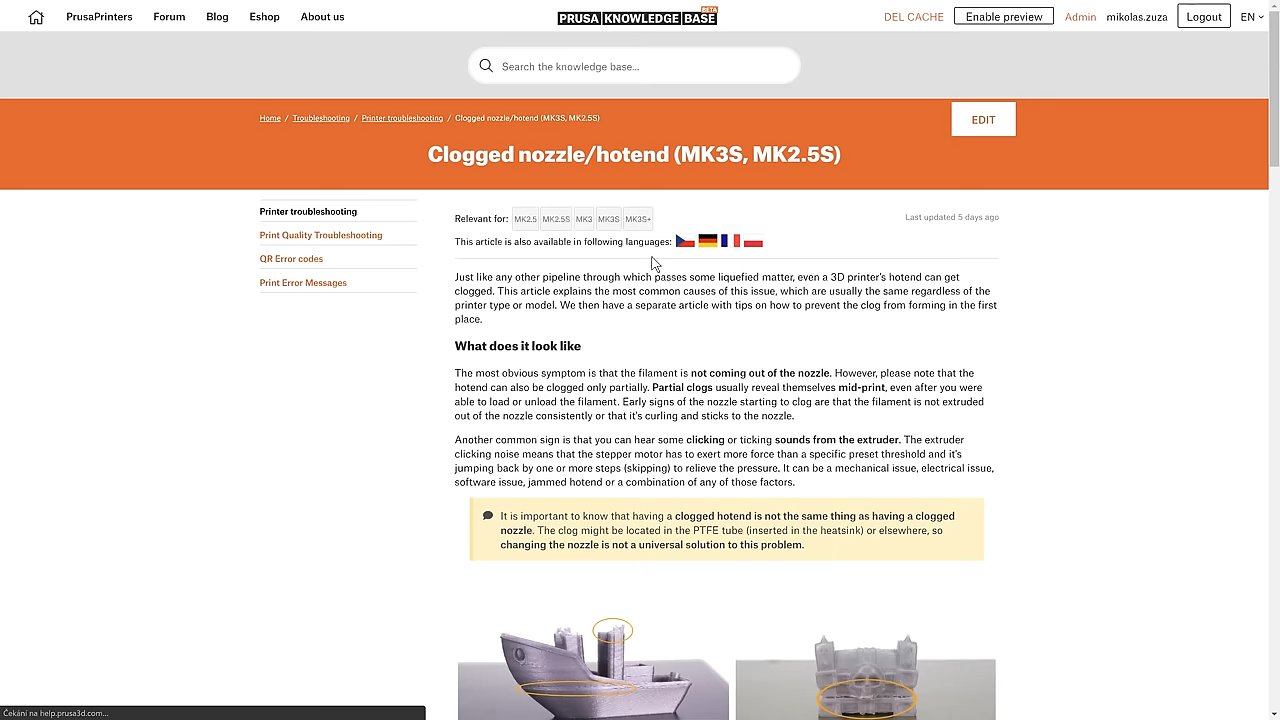 PrusaPrinters Forum Blog Eshop About us
PRUSA KNOWLEDGE BASE BETA
DEL CACHE Enable preview Admin mikolas.zuza Logout EN
Search the knowledge base...
Home / Troubleshooting / Printer troubleshooting / Clogged nozzle/hotend (MK3S, MK2.5S)
EDIT
Clogged nozzle/hotend (MK3S, MK2.5S)
Printer troubleshooting
Print Quality Troubleshooting
QR Error codes
Print Error Messages
Relevant for: MK2.5 MK2.5S MK3 MK3S MK3S+
Last updated 5 days ago
This article is also available in following languages:
Just like any other pipeline through which passes some liquefied matter, even a 3D printer's hotend can get
clogged. This article explains the most common causes of this issue, which are usually the same regardless of the
printer type or model. We then have a separate article with tips on how to prevent the clog from forming in the first
place.
What does it look like
The most obvious symptom is that the filament is not coming out of the nozzle. However, please note that the
hotend can also be clogged only partially. Partial clogs usually reveal themselves mid-print, even after you were
able to load or unload the filament. Early signs of the nozzle starting to clog are that the filament is not extruded
out of the nozzle consistently or that it's curling and sticks to the nozzle.
Another common sign is that you can hear some clicking or ticking sounds from the extruder. The extruder
clicking noise means that the stepper motor has to exert more force than a specific preset threshold and it's
jumping back by one or more steps (skipping) to relieve the pressure. It can be a mechanical issue, electrical issue,
software issue, jammed hotend or a combination of any of those factors.
It is important to know that having a clogged hotend is not the same thing as having a clogged
nozzle. The clog might be located in the PTFE tube (inserted in the heatsink) or elsewhere, so
changing the nozzle is not a universal solution to this problem.
Čekání na help.prusa3d.com...